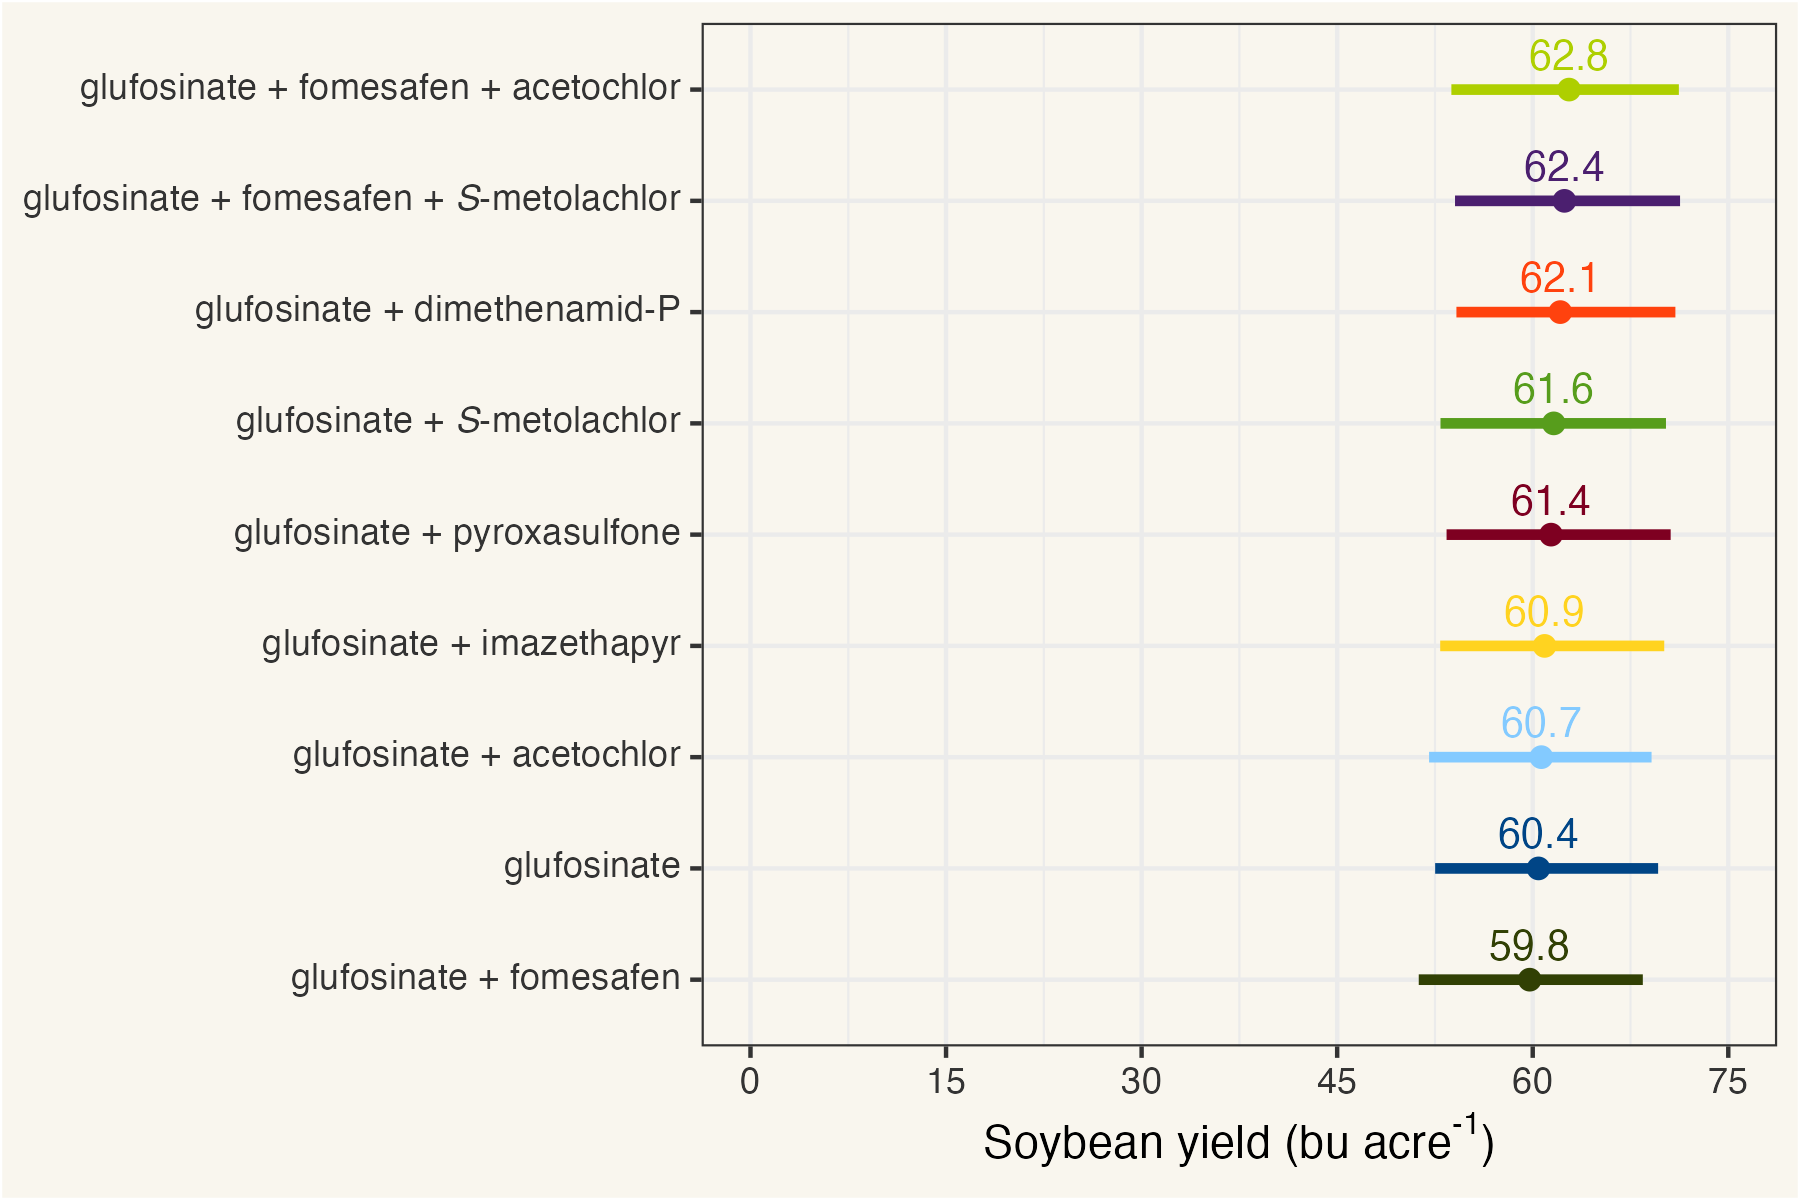 62.8
glufosinate + fomesafen + acetochlor
62.4
glufosinate + fomesafen + S-metolachlor
62.1
glufosinate + dimethenamid-P
61.6
glufosinate + S-metolachlor
61.4
glufosinate + pyroxasulfone
60.9
glufosinate + imazethapyr
60.7
glufosinate + acetochlor
60.4
glufosinate
59.8
glufosinate + fomesafen
0 15 30 45 60 75
Soybean yield (bu acre⁻¹)